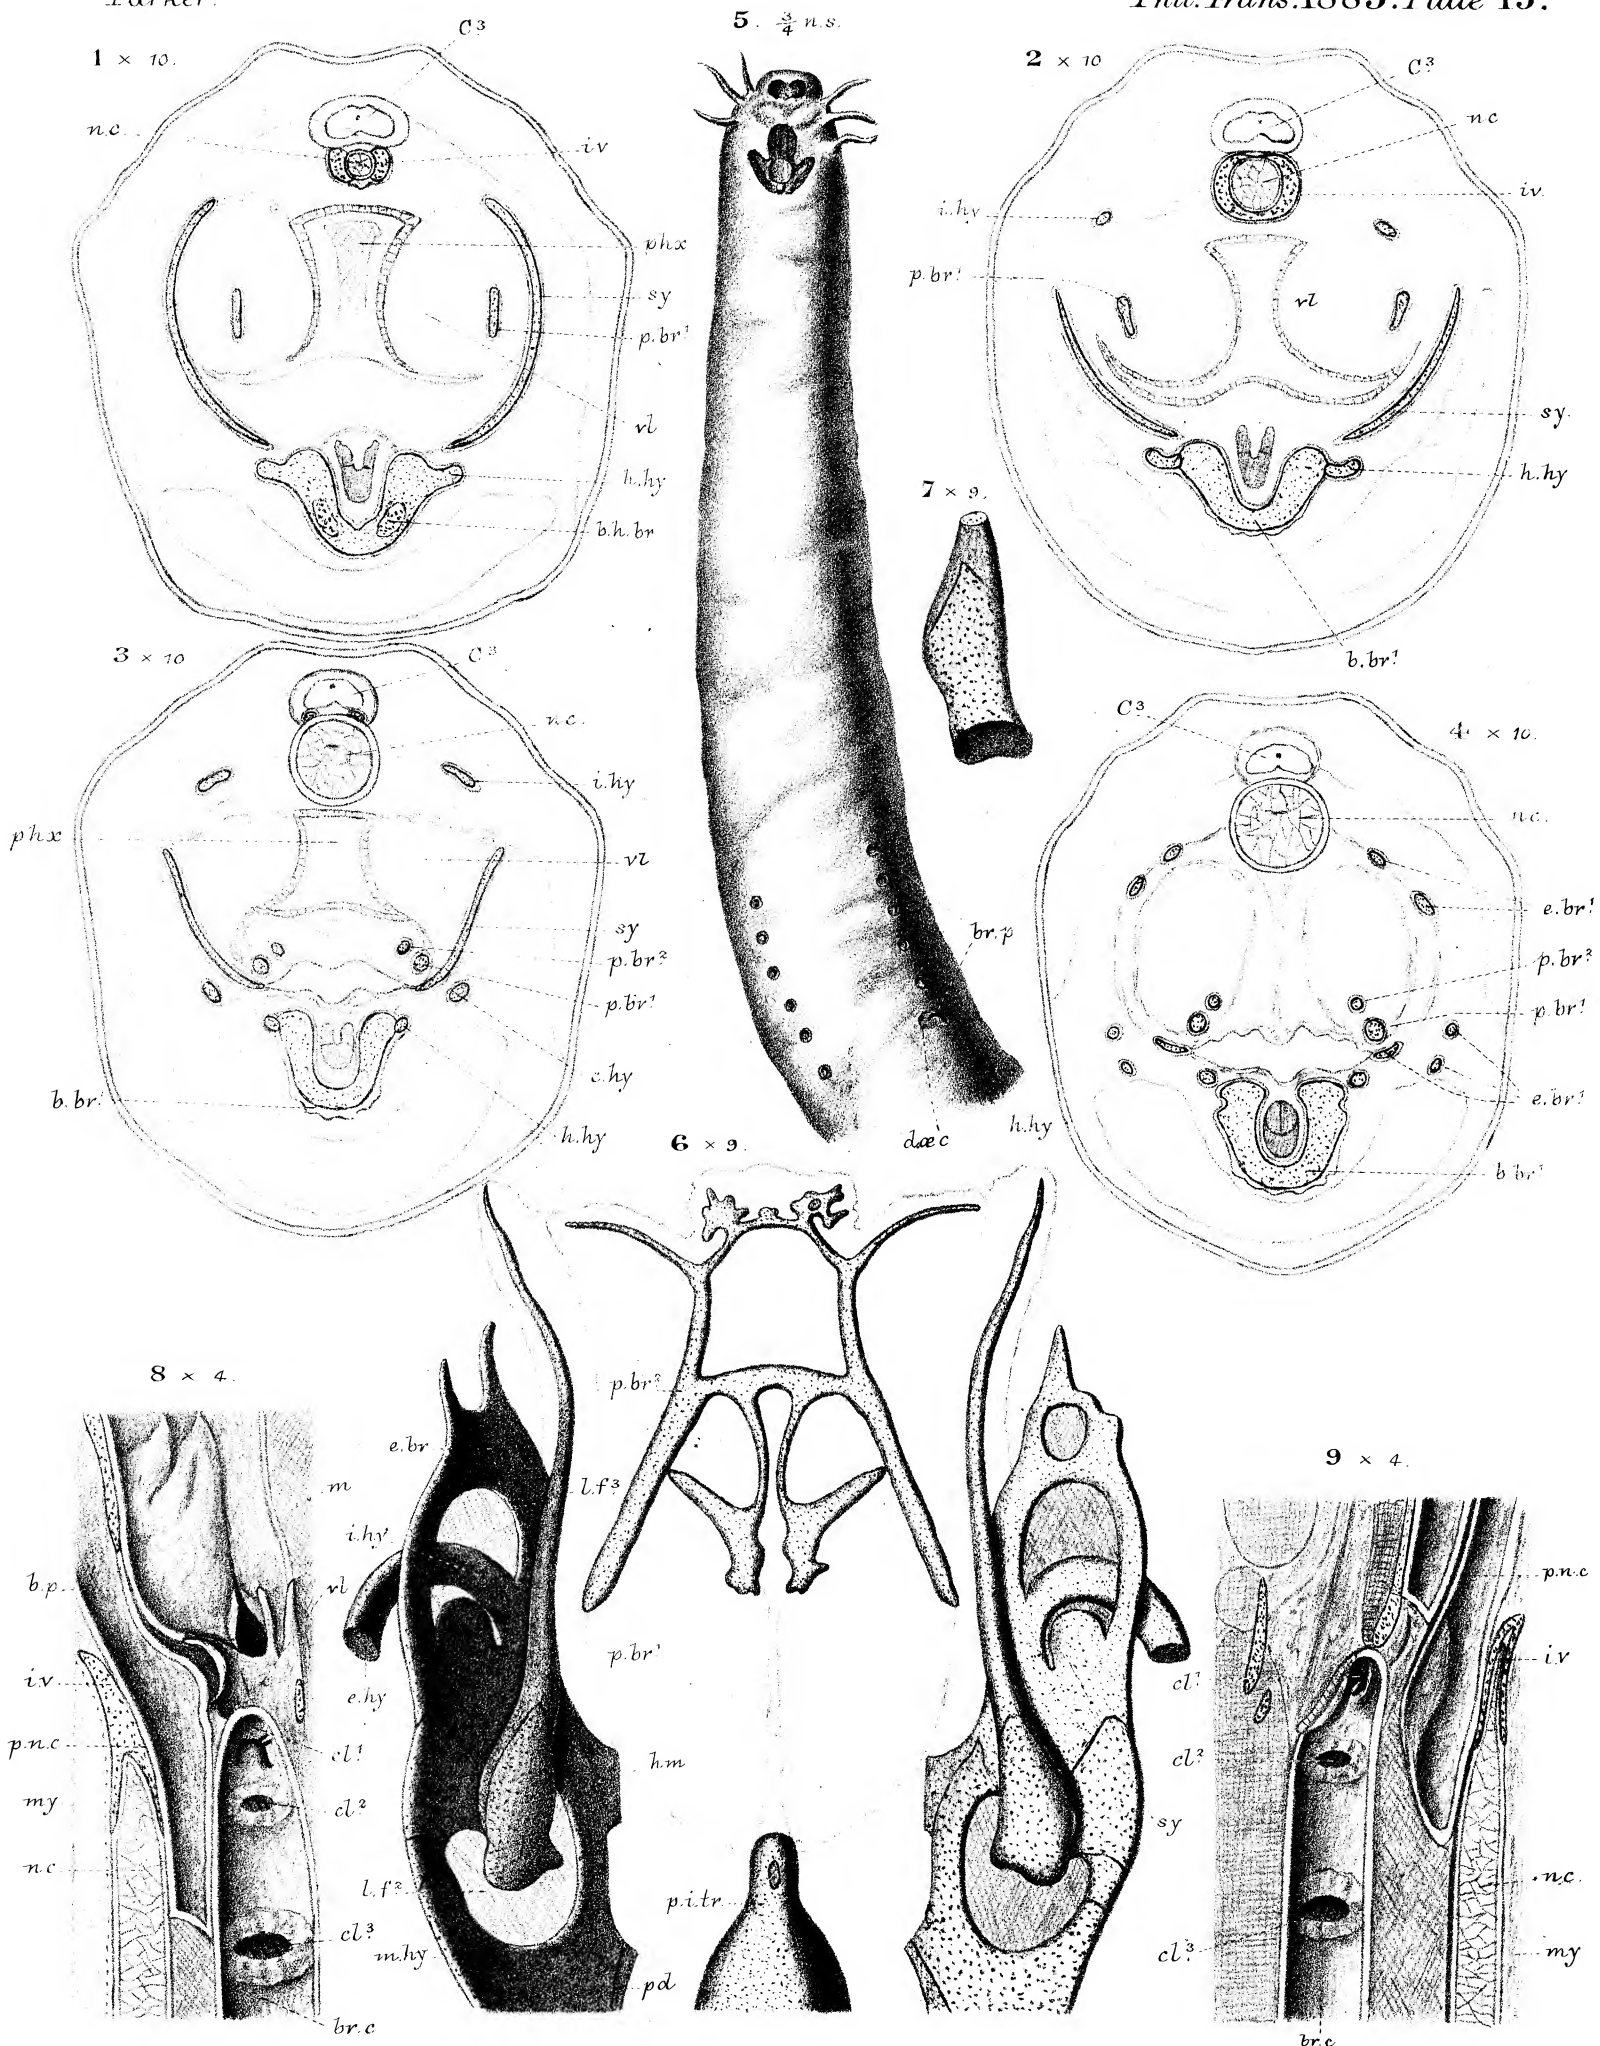 Parker.
Phil. Trans. 1883. Plate 15.
1 × 10.
C³
n.c.
i.v
phx
sy
p.br¹
vl
h.hy
b.h.br
5. ¾ n.s.
br.p
d.æ c
2 × 10
C³
n.c
i.v.
i.hy
p.br¹
vl
sy.
h.hy
b.br¹
7 × 9.
3 × 10
C³
n.c.
i.hy
phx
vl
sy
p.br²
p.br¹
c.hy
b.br¹
h.hy
4 × 10.
C³
n.c.
e.br¹
p.br²
p.br¹
e.br¹
h.hy
b.br¹
6 × 9.
p.br²
e.br
l.f³
i.hy
p.br¹
e.hy
h.m
sy
l.f²
p.i.tr
m.hy
pd
8 × 4.
m
b.p.
vl
i.v
p.n.c
cl¹
my
cl²
n.c
cl³
br.c
9 × 4.
p.n.c
i.v
cl¹
cl²
n.c.
cl³
my
br.c